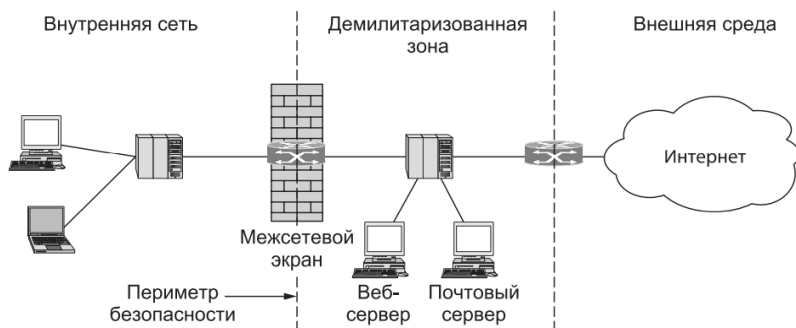 Внутренняя сеть
Демилитаризованная
зона
Внешняя среда
Интернет
Межсетевой
экран
Периметр
безопасности
Веб-
сервер
Почтовый
сервер